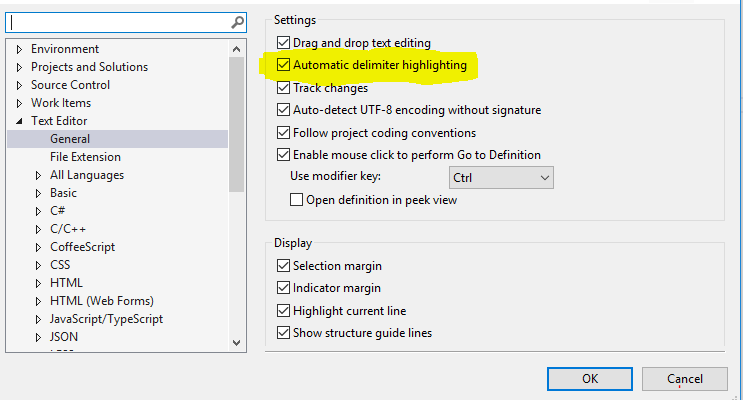 Environment
Projects and Solutions
Source Control
Work Items
Text Editor
General
File Extension
All Languages
Basic
C#
C/C++
CoffeeScript
CSS
HTML
HTML (Web Forms)
JavaScript/TypeScript
JSON
Settings
Drag and drop text editing
Automatic delimiter highlighting
Track changes
Auto-detect UTF-8 encoding without signature
Follow project coding conventions
Enable mouse click to perform Go to Definition
Use modifier key: Ctrl
Open definition in peek view
Display
Selection margin
Indicator margin
Highlight current line
Show structure guide lines
OK Cancel